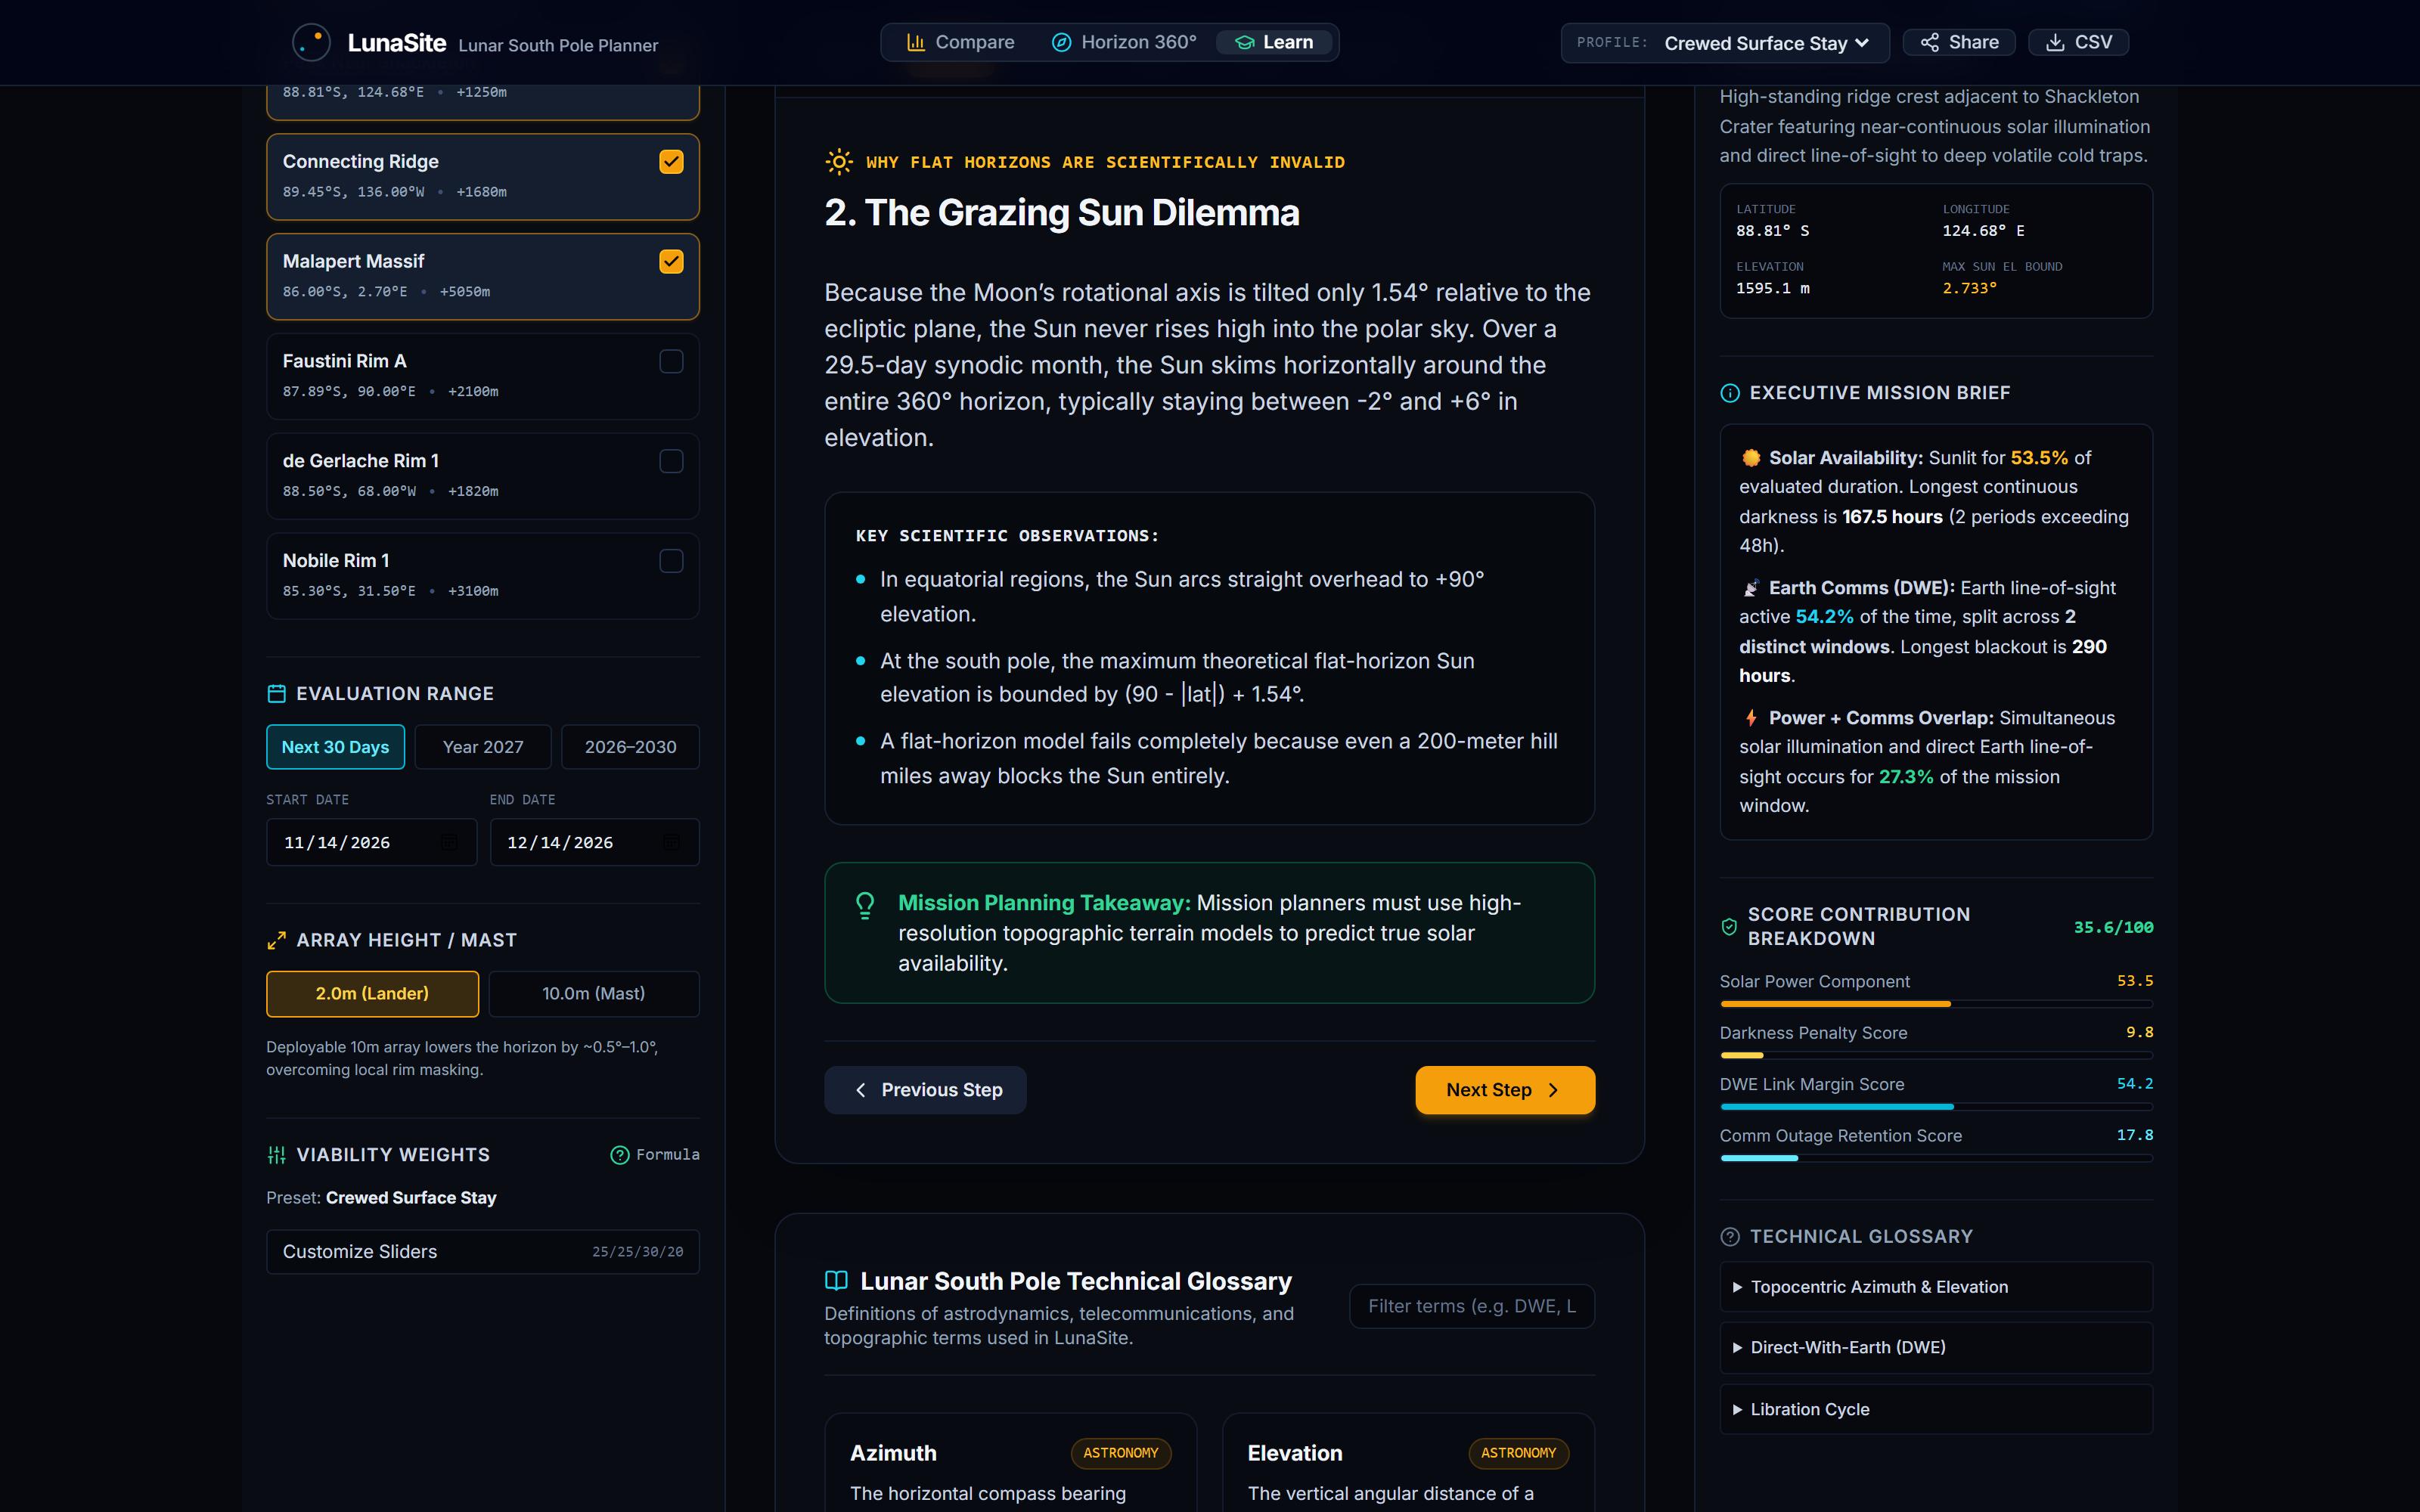 LunaSite Lunar South Pole Planner
Compare
Horizon 360°
Learn
PROFILE: Crewed Surface Stay
Share
CSV
88.81°S, 124.68°E • +1250m
Connecting Ridge
89.45°S, 136.00°W • +1680m
Malapert Massif
86.00°S, 2.70°E • +5050m
Faustini Rim A
87.89°S, 90.00°E • +2100m
de Gerlache Rim 1
88.50°S, 68.00°W • +1820m
Nobile Rim 1
85.30°S, 31.50°E • +3100m
EVALUATION RANGE
Next 30 Days
Year 2027
2026–2030
START DATE
END DATE
11/14/2026
12/14/2026
ARRAY HEIGHT / MAST
2.0m (Lander)
10.0m (Mast)
Deployable 10m array lowers the horizon by ~0.5°–1.0°,
overcoming local rim masking.
VIABILITY WEIGHTS
Formula
Preset: Crewed Surface Stay
Customize Sliders
25/25/30/20
WHY FLAT HORIZONS ARE SCIENTIFICALLY INVALID
2. The Grazing Sun Dilemma
Because the Moon’s rotational axis is tilted only 1.54° relative to the
ecliptic plane, the Sun never rises high into the polar sky. Over a
29.5-day synodic month, the Sun skims horizontally around the
entire 360° horizon, typically staying between -2° and +6° in
elevation.
KEY SCIENTIFIC OBSERVATIONS:
• In equatorial regions, the Sun arcs straight overhead to +90°
elevation.
• At the south pole, the maximum theoretical flat-horizon Sun
elevation is bounded by (90 - |lat|) + 1.54°.
• A flat-horizon model fails completely because even a 200-meter hill
miles away blocks the Sun entirely.
Mission Planning Takeaway: Mission planners must use high-
resolution topographic terrain models to predict true solar
availability.
Previous Step
Next Step
Lunar South Pole Technical Glossary
Definitions of astrodynamics, telecommunications, and
topographic terms used in LunaSite.
Filter terms (e.g. DWE, L
Azimuth
ASTRONOMY
The horizontal compass bearing
Elevation
ASTRONOMY
The vertical angular distance of a
High-standing ridge crest adjacent to Shackleton
Crater featuring near-continuous solar illumination
and direct line-of-sight to deep volatile cold traps.
LATITUDE
LONGITUDE
88.81° S
124.68° E
ELEVATION
MAX SUN EL BOUND
1595.1 m
2.733°
EXECUTIVE MISSION BRIEF
Solar Availability: Sunlit for 53.5% of
evaluated duration. Longest continuous
darkness is 167.5 hours (2 periods exceeding
48h).
Earth Comms (DWE): Earth line-of-sight
active 54.2% of the time, split across 2
distinct windows. Longest blackout is 290
hours.
Power + Comms Overlap: Simultaneous
solar illumination and direct Earth line-of-
sight occurs for 27.3% of the mission
window.
SCORE CONTRIBUTION
BREAKDOWN
35.6/100
Solar Power Component
53.5
Darkness Penalty Score
9.8
DWE Link Margin Score
54.2
Comm Outage Retention Score
17.8
TECHNICAL GLOSSARY
Topocentric Azimuth & Elevation
Direct-With-Earth (DWE)
Libration Cycle